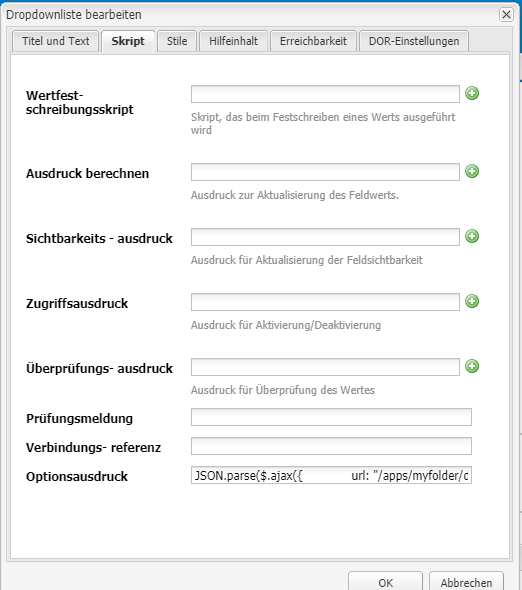 Dropdownliste bearbeiten
Titel und Text
Skript
Stile
Hilfeinhalt
Erreichbarkeit
DOR-Einstellungen
Wertfest-
schreibungsskript
Skript, das beim Festschreiben eines Werts ausgeführt
wird
Ausdruck berechnen
Ausdruck zur Aktualisierung des Feldwerts.
Sichtbarkeits - ausdruck
Ausdruck für Aktualisierung der Feldsichtbarkeit
Zugriffsausdruck
Ausdruck für Aktivierung/Deaktivierung
Überprüfungs- ausdruck
Ausdruck für Überprüfung des Wertes
Prüfungsmeldung
Verbindungs- referenz
Optionsausdruck
JSON.parse($.ajax({ url: "/apps/myfolder/c
OK
Abbrechen